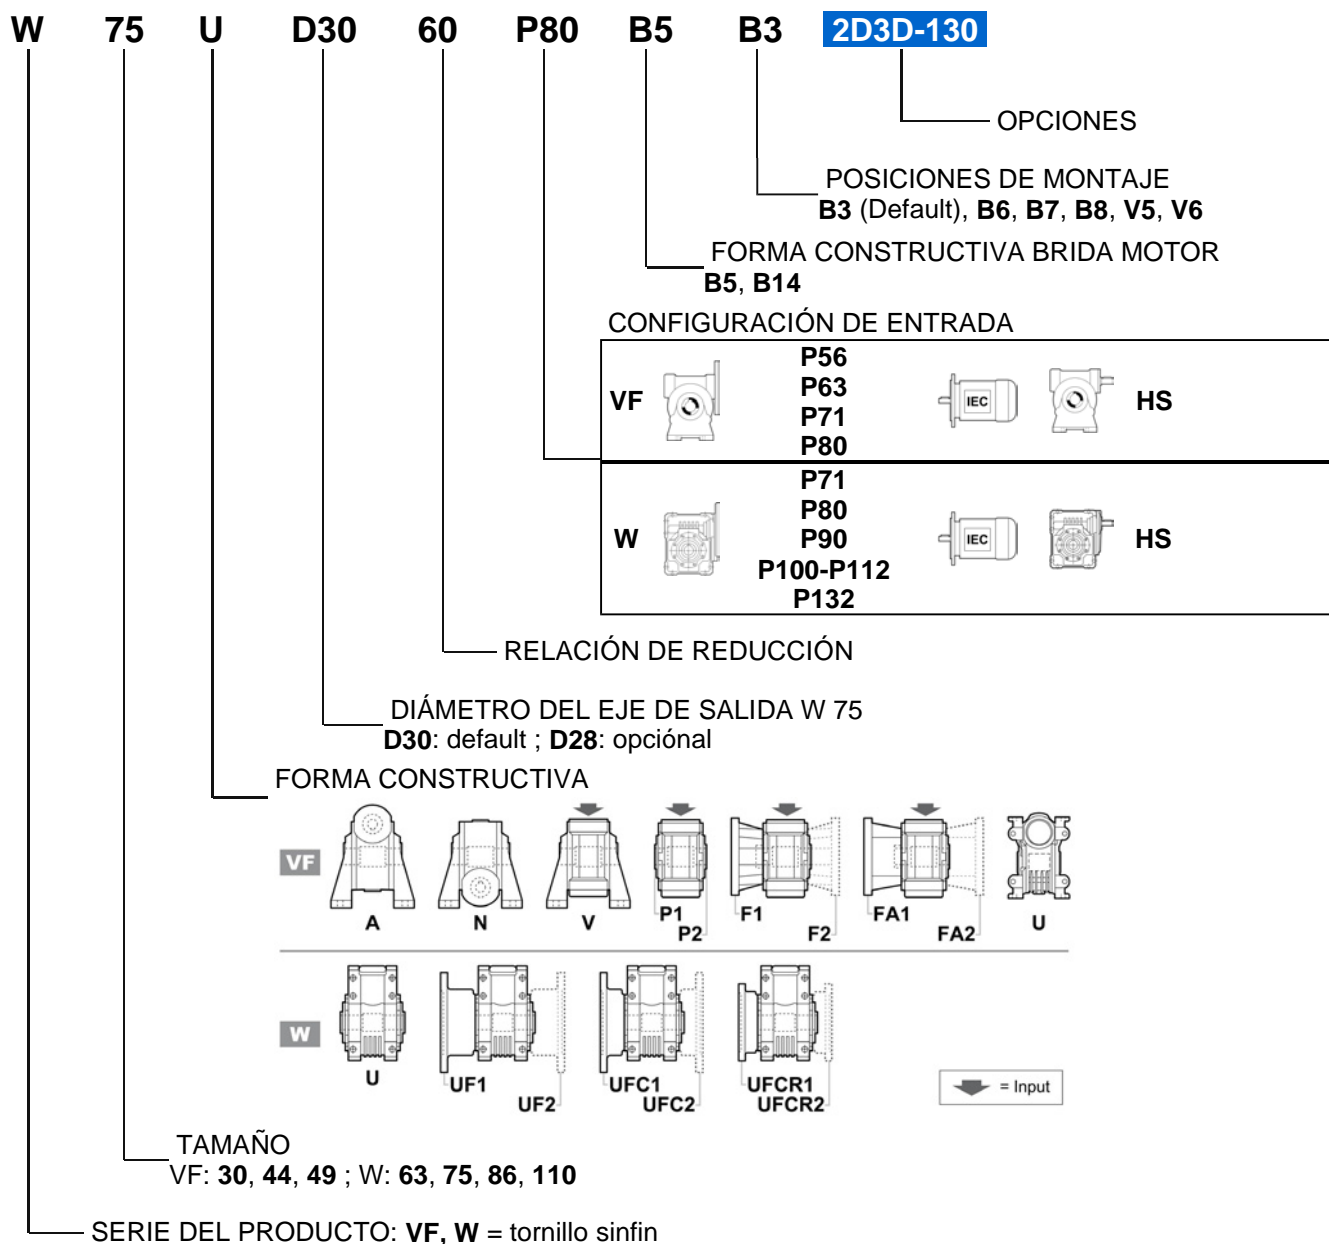 W 75 U D30 60 P80 B5 B3 2D3D-130
OPCIONES
POSICIONES DE MONTAJE
B3 (Default), B6, B7, B8, V5, V6
FORMA CONSTRUCTIVA BRIDA MOTOR
B5, B14
CONFIGURACIÓN DE ENTRADA
P56
P63
VF IEC HS
P71
P80
P71
P80
W P90 IEC HS
P100-P112
P132
RELACIÓN DE REDUCCIÓN
DIÁMETRO DEL EJE DE SALIDA W 75
D30: default ; D28: opciónal
FORMA CONSTRUCTIVA
VF
A N V P1 P2 F1 F2 FA1 FA2 U
W
U UF1 UF2 UFC1 UFC2 UFCR1 UFCR2
= Input
TAMAÑO
VF: 30, 44, 49 ; W: 63, 75, 86, 110
SERIE DEL PRODUCTO: VF, W = tornillo sinfin